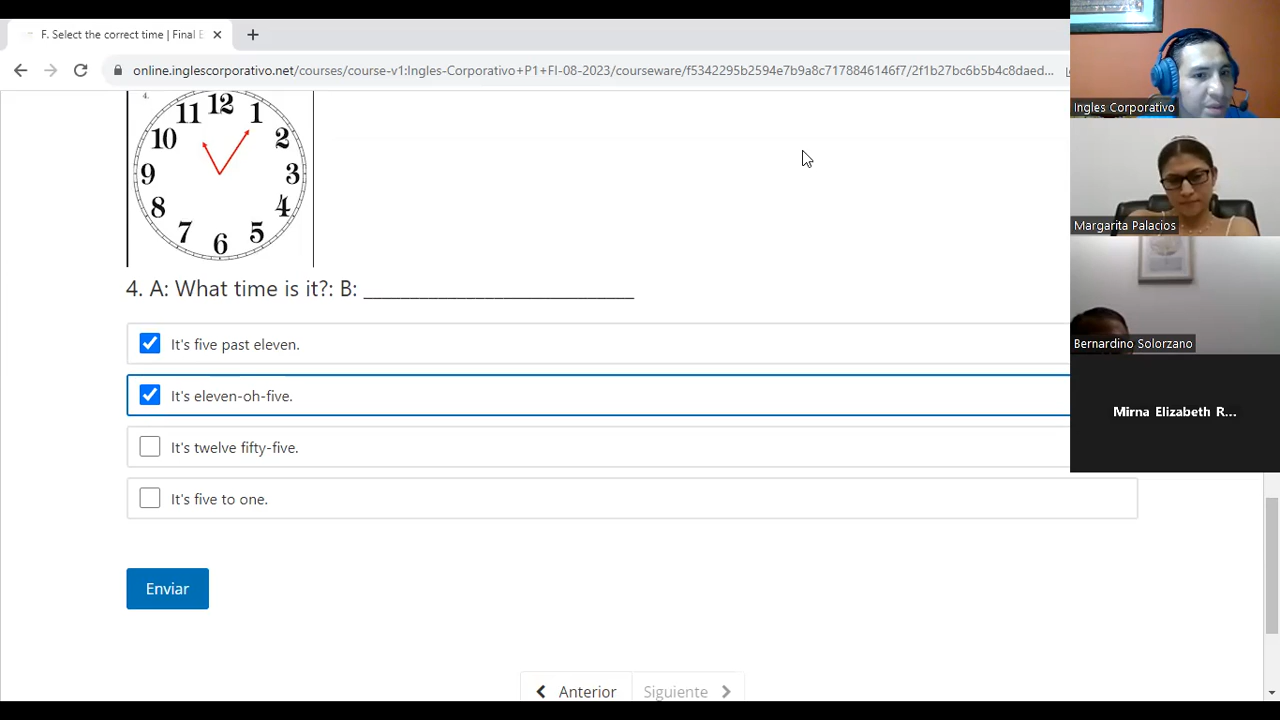 F. Select the correct time | Final E
online.inglescorporativo.net/courses/course-v1:Ingles-Corporativo+P1+FI-08-2023/courseware/f5342295b2594e7b9a8c7178846146f7/2f1b27bc6b5b4c8daed...
4.
11 12 1
10 2
9 3
8 4
7 6 5
4. A: What time is it?: B: ____________________________
It's five past eleven.
It's eleven-oh-five.
It's twelve fifty-five.
It's five to one.
Enviar
Anterior
Siguiente
Ingles Corporativo
Margarita Palacios
Bernardino Solorzano
Mirna Elizabeth R...